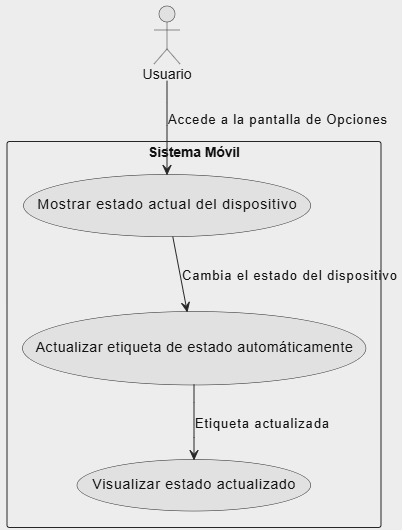 Usuario
Accede a la pantalla de Opciones
Sistema Móvil
Mostrar estado actual del dispositivo
Cambia el estado del dispositivo
Actualizar etiqueta de estado automáticamente
Etiqueta actualizada
Visualizar estado actualizado